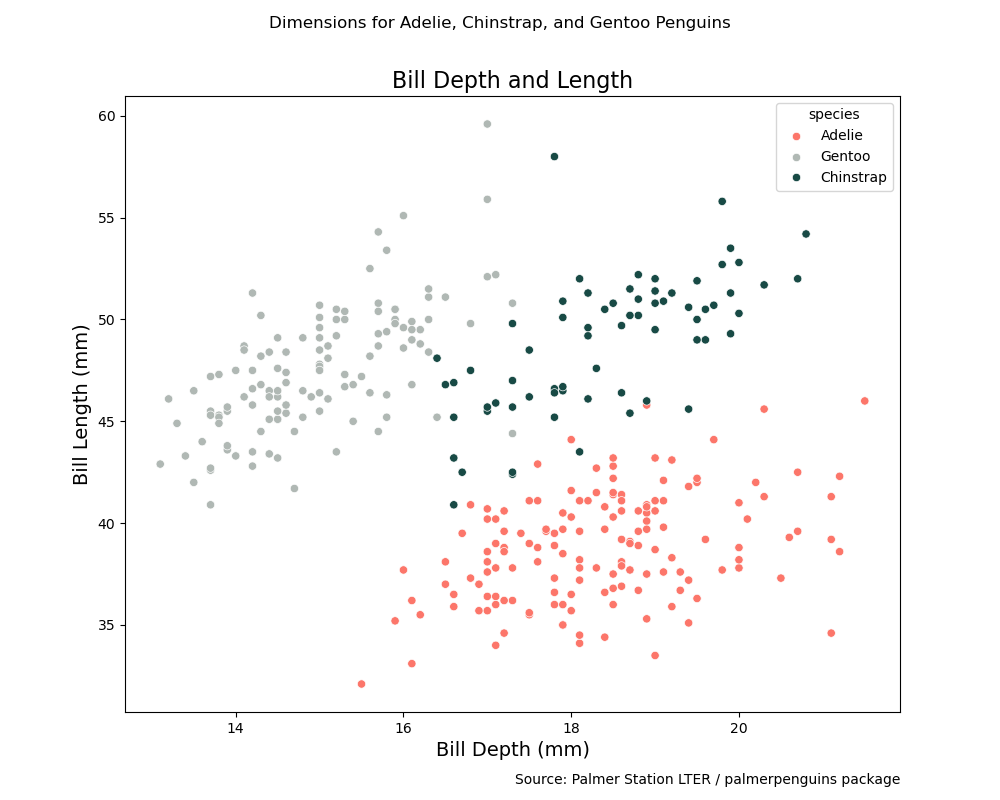 Dimensions for Adelie, Chinstrap, and Gentoo Penguins
Bill Depth and Length
species
Adelie
Gentoo
Chinstrap
60
55
50
45
40
35
Bill Length (mm)
14
16
18
20
Bill Depth (mm)
Source: Palmer Station LTER / palmerpenguins package